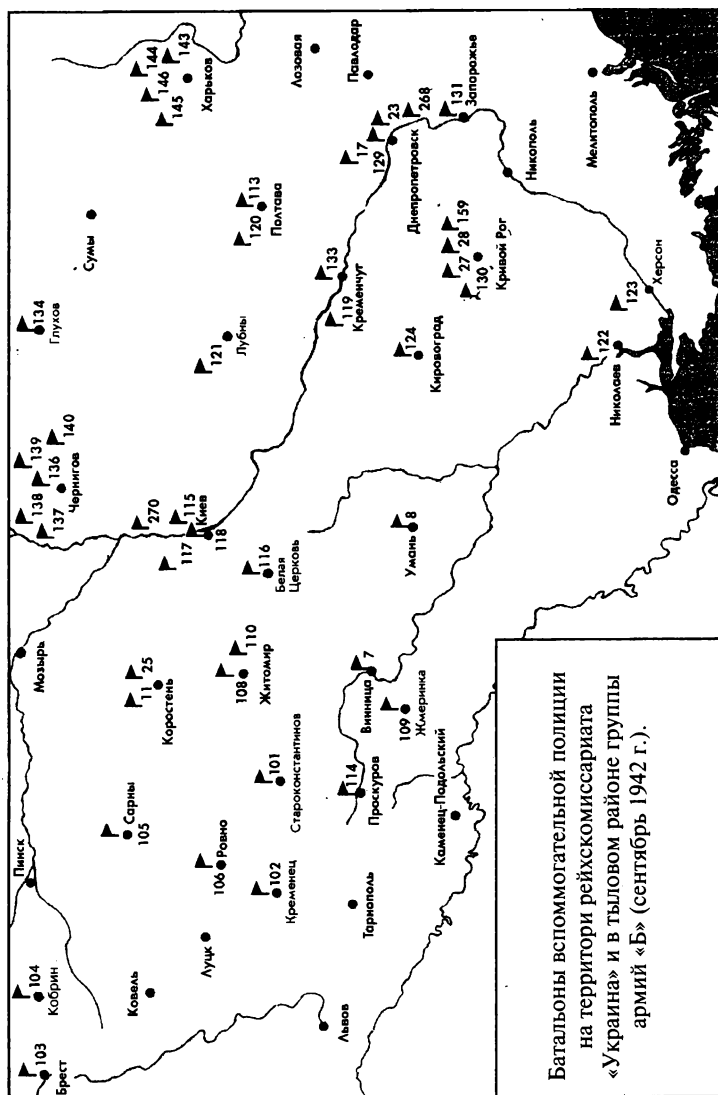 103
Брест
104
Кобрин
Пинск
Мозырь
138
137
139
136
140
Чернигов
134
Глухов
Сумы
144
143
146
145
Харьков
Ковель
Сарны
105
11
25
Коростень
270
115
Киев
117
118
Луцк
Ровно
106
108
110
Житомир
121
Лубны
120
113
Полтава
102
Кременец
101
Староконстантинов
116
Белая
Церковь
Львов
Тарнополь
114
Проскуров
7
Винница
109
Жмеринка
133
119
Кременчуг
Лозовая
Павлодар
17
129
23
268
Днепропетровск
8
Умань
124
Кировоград
Каменец-Подольский
27
28
159
130
Кривой Рог
131
Запорожье
Никополь
Мелитополь
122
Николаев
123
Херсон
Одесса
Батальоны вспоммогательной полиции
на территори рейхскомиссариата
«Украина» и в тыловом районе группы
армий «Б» (сентябрь 1942 г.).